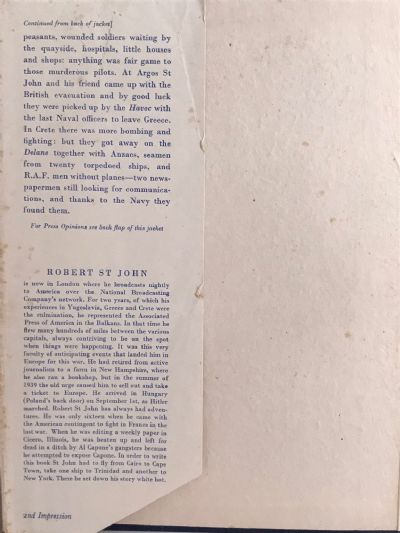 Continued from back of jacket]
peasants, wounded soldiers waiting by
the quayside, hospitals, little houses
and shops: anything was fair game to
those murderous pilots. At Argos St
John and his friend came up with the
British evacuation and by good luck
they were picked up by the Havoc with
the last Naval officers to leave Greece.
In Crete there was more bombing and
fighting: but they got away on the
Delane together with Anzacs, seamen
from twenty torpedoed ships, and
R.A.F. men without planes—two news-
papermen still looking for communica-
tions, and thanks to the Navy they
found them.
For Press Opinions see back flap of this jacket
ROBERT ST JOHN
is now in London where he broadcasts nightly
to America over the National Broadcasting
Company's network. For two years, of which his
experiences in Yugoslavia, Greece and Crete were
the culmination, he represented the Associated
Press of America in the Balkans. In that time he
flew many hundreds of miles between the various
capitals, always contriving to be on the spot
when things were happening. It was this very
faculty of anticipating events that landed him in
Europe for this war. He had retired from active
journalism to a farm in New Hampshire, where
he also ran a bookshop, but in the summer of
1939 the old urge caused him to sell out and take
a ticket to Europe. He arrived in Hungary
(Poland's back door) on September 1st, as Hitler
marched. Robert St John has always had adven-
tures. He was only sixteen when he came with
the American contingent to fight in France in the
last war. When he was editing a weekly paper in
Cicero, Illinois, he was beaten up and left for
dead in a ditch by Al Capone's gangsters because
he attempted to expose Capone. In order to write
this book St John had to fly from Cairo to Cape
Town, take one ship to Trinidad and another to
New York. There he set down his story white hot.
2nd Impression